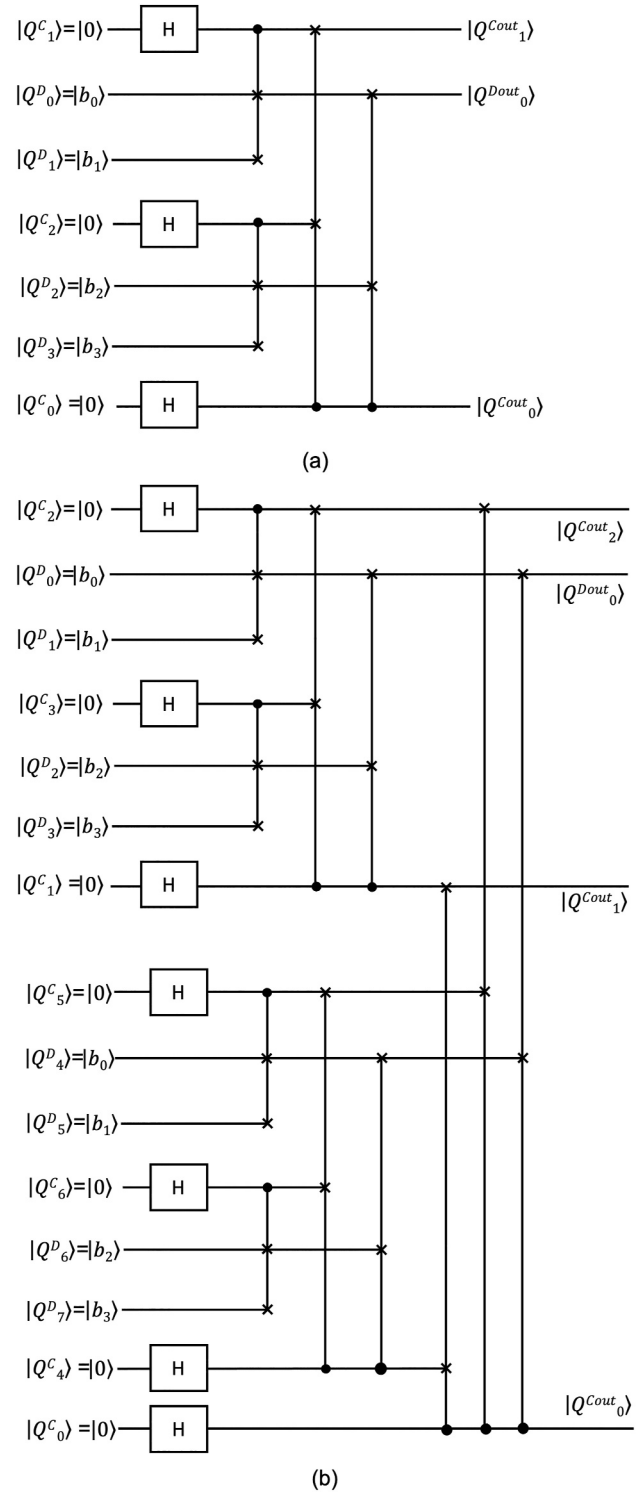 |Q^C_1⟩=|0⟩ H |Q^Cout_1⟩
|Q^D_0⟩=|b_0⟩ |Q^Dout_0⟩
|Q^D_1⟩=|b_1⟩
|Q^C_2⟩=|0⟩ H
|Q^D_2⟩=|b_2⟩
|Q^D_3⟩=|b_3⟩
|Q^C_0⟩ =|0⟩ H |Q^Cout_0⟩
(a)
|Q^C_2⟩=|0⟩ H
|Q^Cout_2⟩
|Q^D_0⟩=|b_0⟩
|Q^Dout_0⟩
|Q^D_1⟩=|b_1⟩
|Q^C_3⟩=|0⟩ H
|Q^D_2⟩=|b_2⟩
|Q^D_3⟩=|b_3⟩
|Q^C_1⟩ =|0⟩ H
|Q^Cout_1⟩
|Q^C_5⟩=|0⟩ H
|Q^D_4⟩=|b_0⟩
|Q^D_5⟩=|b_1⟩
|Q^C_6⟩=|0⟩ H
|Q^D_6⟩=|b_2⟩
|Q^D_7⟩=|b_3⟩
|Q^C_4⟩ =|0⟩ H
|Q^Cout_0⟩
|Q^C_0⟩ =|0⟩ H
(b)